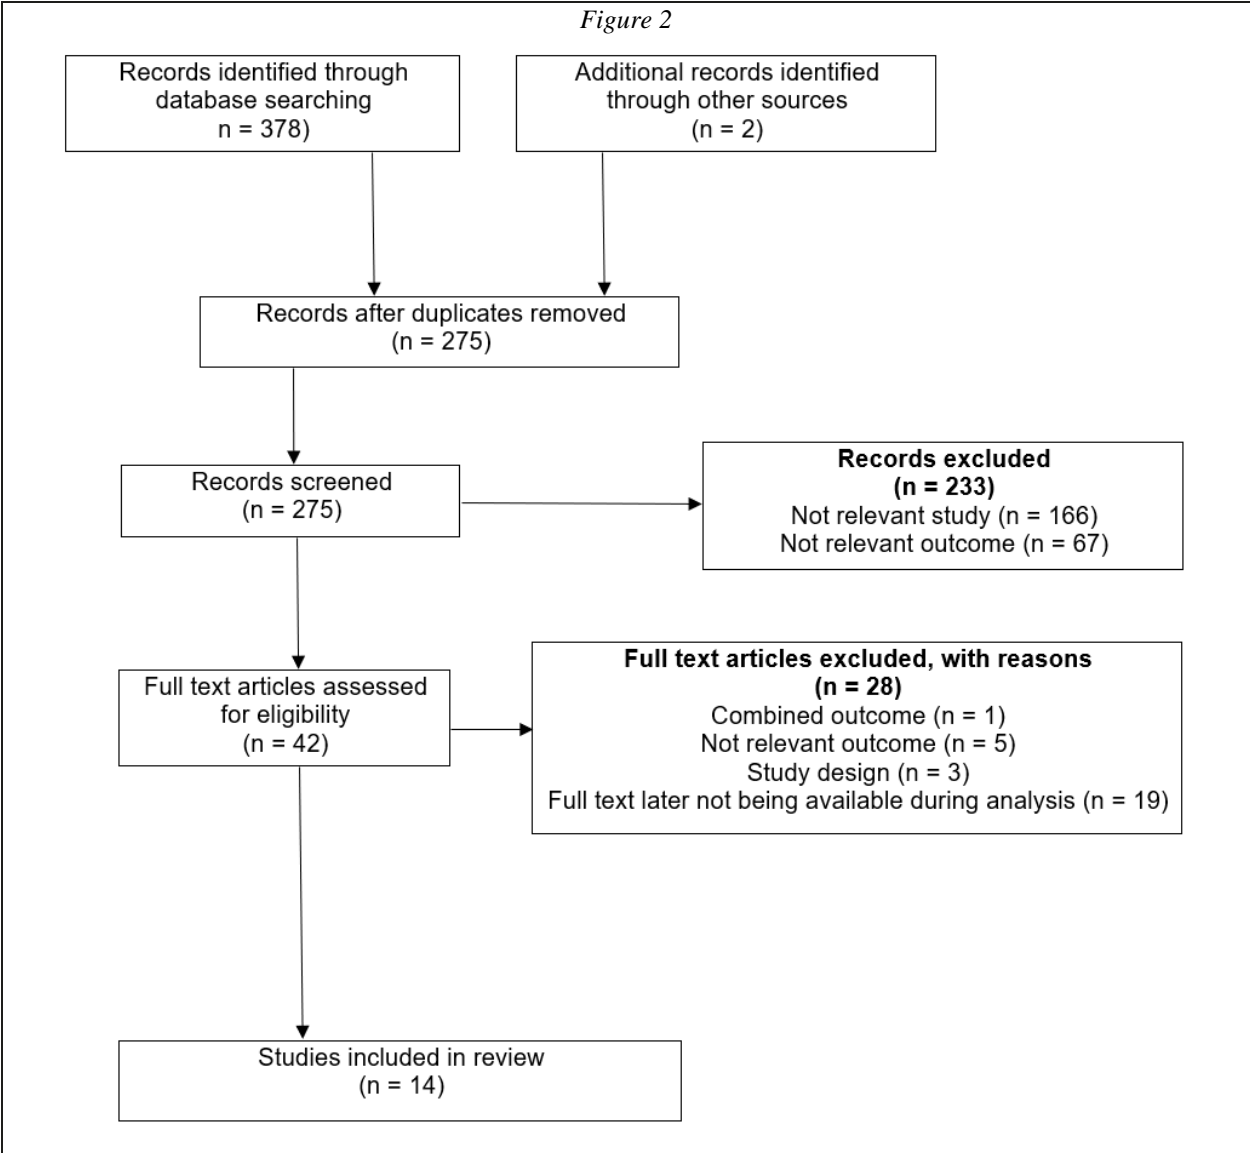 Figure 2
Records identified through
database searching
n = 378)
Additional records identified
through other sources
(n = 2)
Records after duplicates removed
(n = 275)
Records screened
(n = 275)
Records excluded
(n = 233)
Not relevant study (n = 166)
Not relevant outcome (n = 67)
Full text articles assessed
for eligibility
(n = 42)
Full text articles excluded, with reasons
(n = 28)
Combined outcome (n = 1)
Not relevant outcome (n = 5)
Study design (n = 3)
Full text later not being available during analysis (n = 19)
Studies included in review
(n = 14)